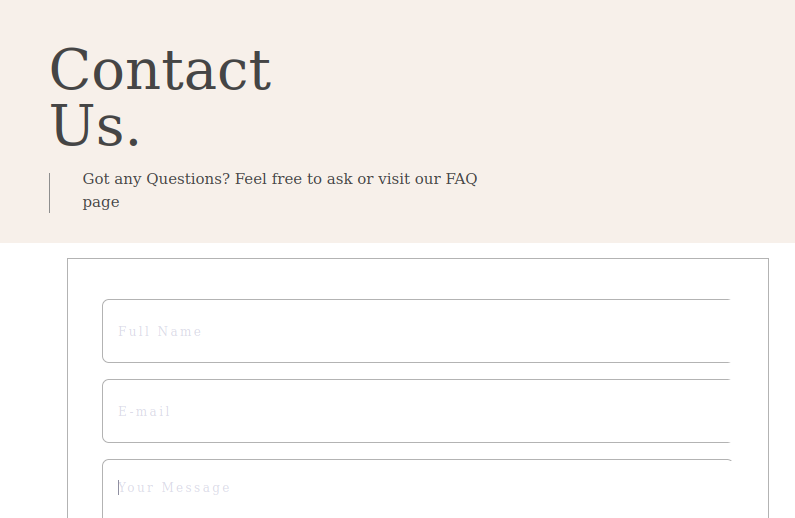 Contact
Us.
Got any Questions? Feel free to ask or visit our FAQ
page
Full Name
E-mail
Your Message